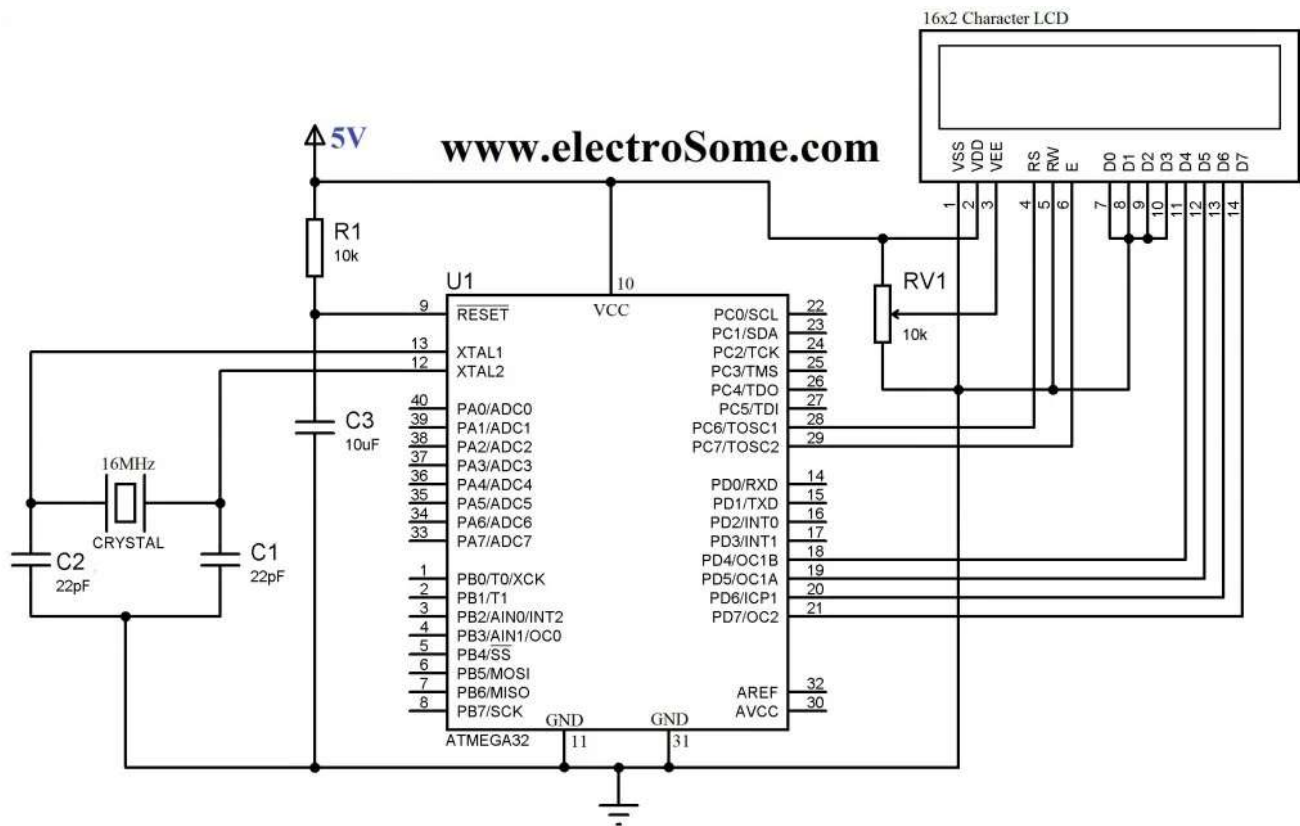 16x2 Character LCD
5V
www.electroSome.com
VSS VDD VEE RS RW E D0 D1 D2 D3 D4 D5 D6 D7
1 2 3 4 5 6 7 8 9 10 11 12 13 14
R1
10k
RV1
10k
U1
10
VCC
9 RESET
13 XTAL1
12 XTAL2
40 PA0/ADC0
39 PA1/ADC1
38 PA2/ADC2
37 PA3/ADC3
36 PA4/ADC4
35 PA5/ADC5
34 PA6/ADC6
33 PA7/ADC7
1 PB0/T0/XCK
2 PB1/T1
3 PB2/AIN0/INT2
4 PB3/AIN1/OC0
5 PB4/SS
6 PB5/MOSI
7 PB6/MISO
8 PB7/SCK
PC0/SCL 22
PC1/SDA 23
PC2/TCK 24
PC3/TMS 25
PC4/TDO 26
PC5/TDI 27
PC6/TOSC1 28
PC7/TOSC2 29
PD0/RXD 14
PD1/TXD 15
PD2/INT0 16
PD3/INT1 17
PD4/OC1B 18
PD5/OC1A 19
PD6/ICP1 20
PD7/OC2 21
AREF 32
AVCC 30
GND GND
ATMEGA32 11 31
C3
10uF
16MHz
CRYSTAL
C2
22pF
C1
22pF